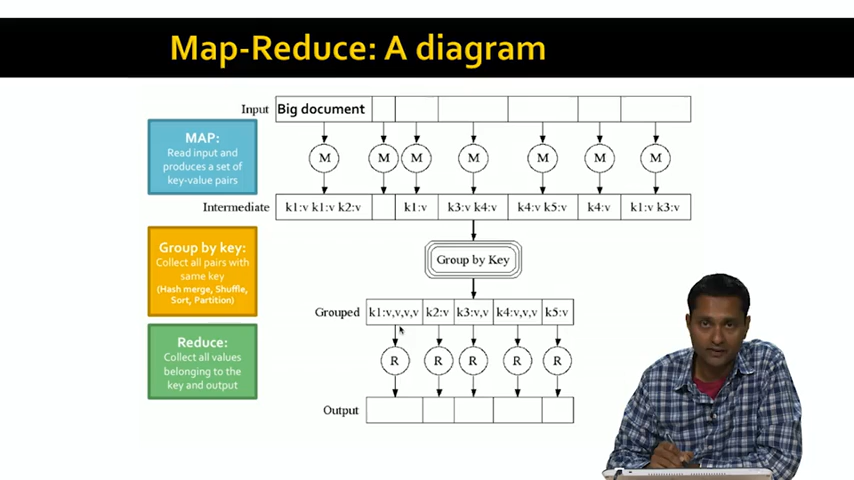 Map-Reduce: A diagram
Input
Big document
MAP:
Read input and
produces a set of
key-value pairs
M M M M M M M
Intermediate
k1:v k1:v k2:v
k1:v
k3:v k4:v
k4:v k5:v
k4:v
k1:v k3:v
Group by key:
Collect all pairs with
same key
(Hash merge, Shuffle,
Sort, Partition)
Group by Key
Grouped
k1:v,v,v,v
k2:v
k3:v,v
k4:v,v,v
k5:v
Reduce:
Collect all values
belonging to the
key and output
R R R R R
Output